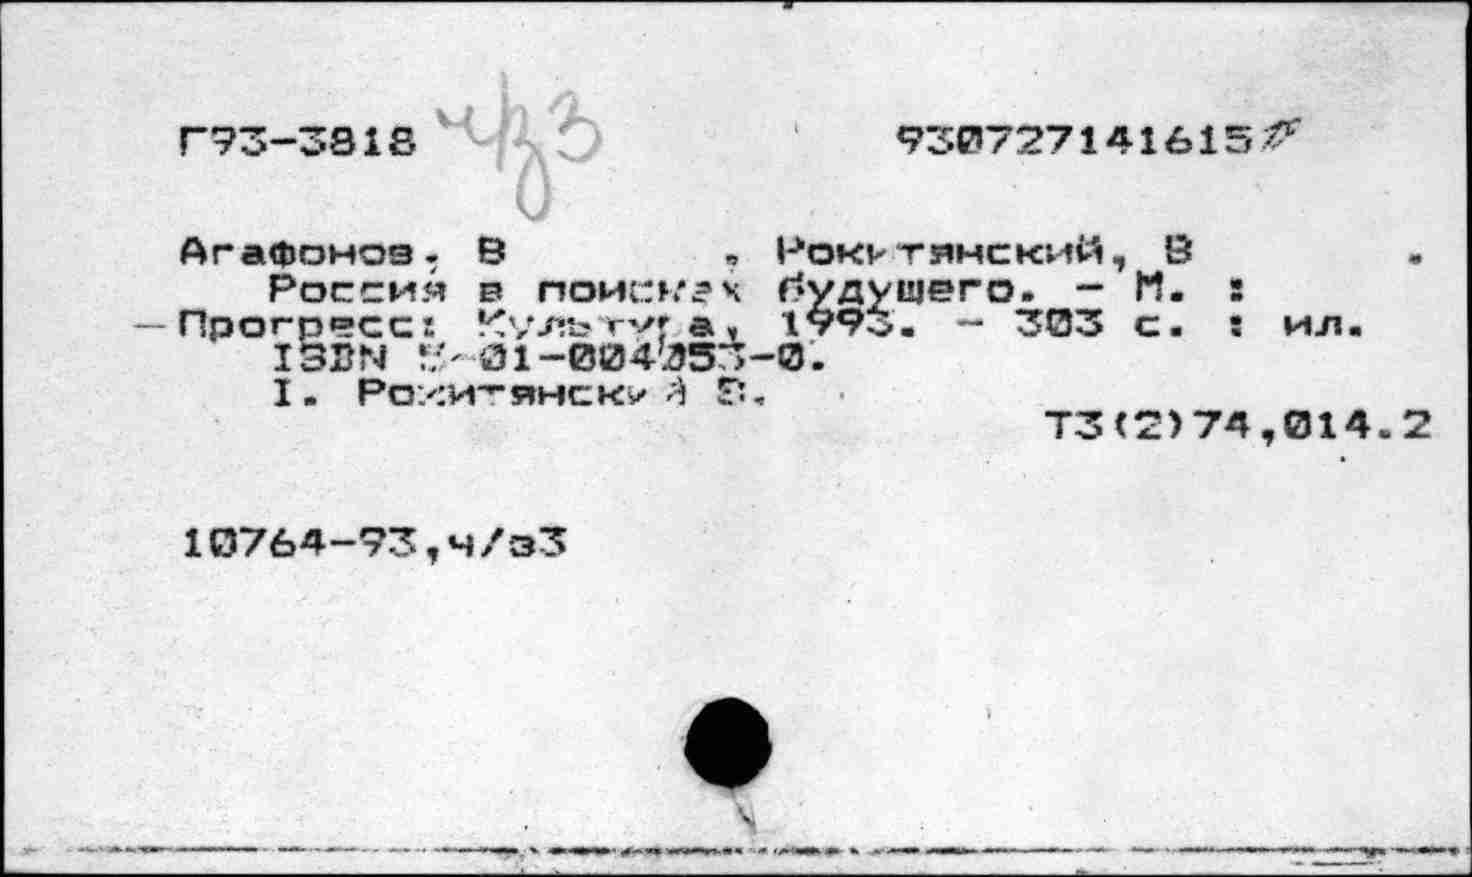 Г93-3818 чз3 930727141615
Агафонов, В , Рокитянский, В .
Россия в поисках будущего. - М. :
Прогресс: Культура, 1993. - 303 с. : ил.
ISBN 5-01-004053-0.
I. Рокитянский В.
Т3(2)74,014.2
10764-93,ч/з3